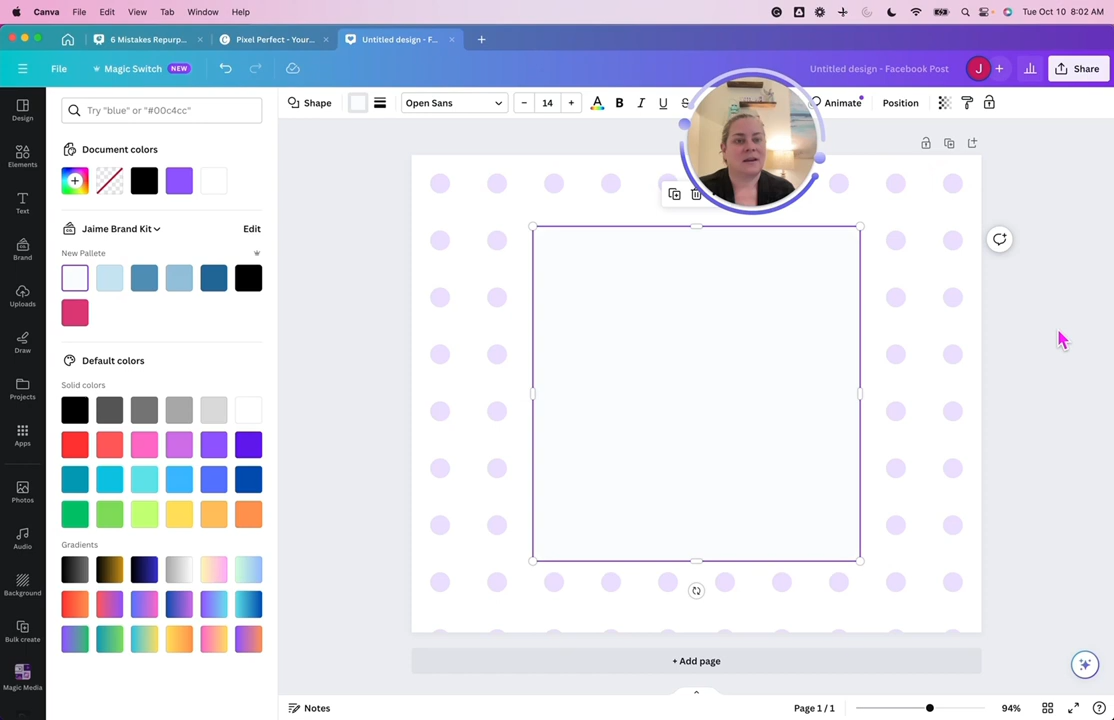 Canva File Edit View Tab Window Help Tue Oct 10 8:02 AM
6 Mistakes Repurp... Pixel Perfect - Your... Untitled design - F...
File Magic Switch NEW Untitled design - Facebook Post J Share
Try "blue" or "#00c4cc" Shape Open Sans 14 A B I U S Animate Position
Design
Elements
Text
Brand
Uploads
Draw
Projects
Apps
Photos
Audio
Background
Bulk create
Magic Media
Document colors
Jaime Brand Kit Edit
New Pallete
Default colors
Solid colors
Gradients
+ Add page
Notes Page 1 / 1 94%